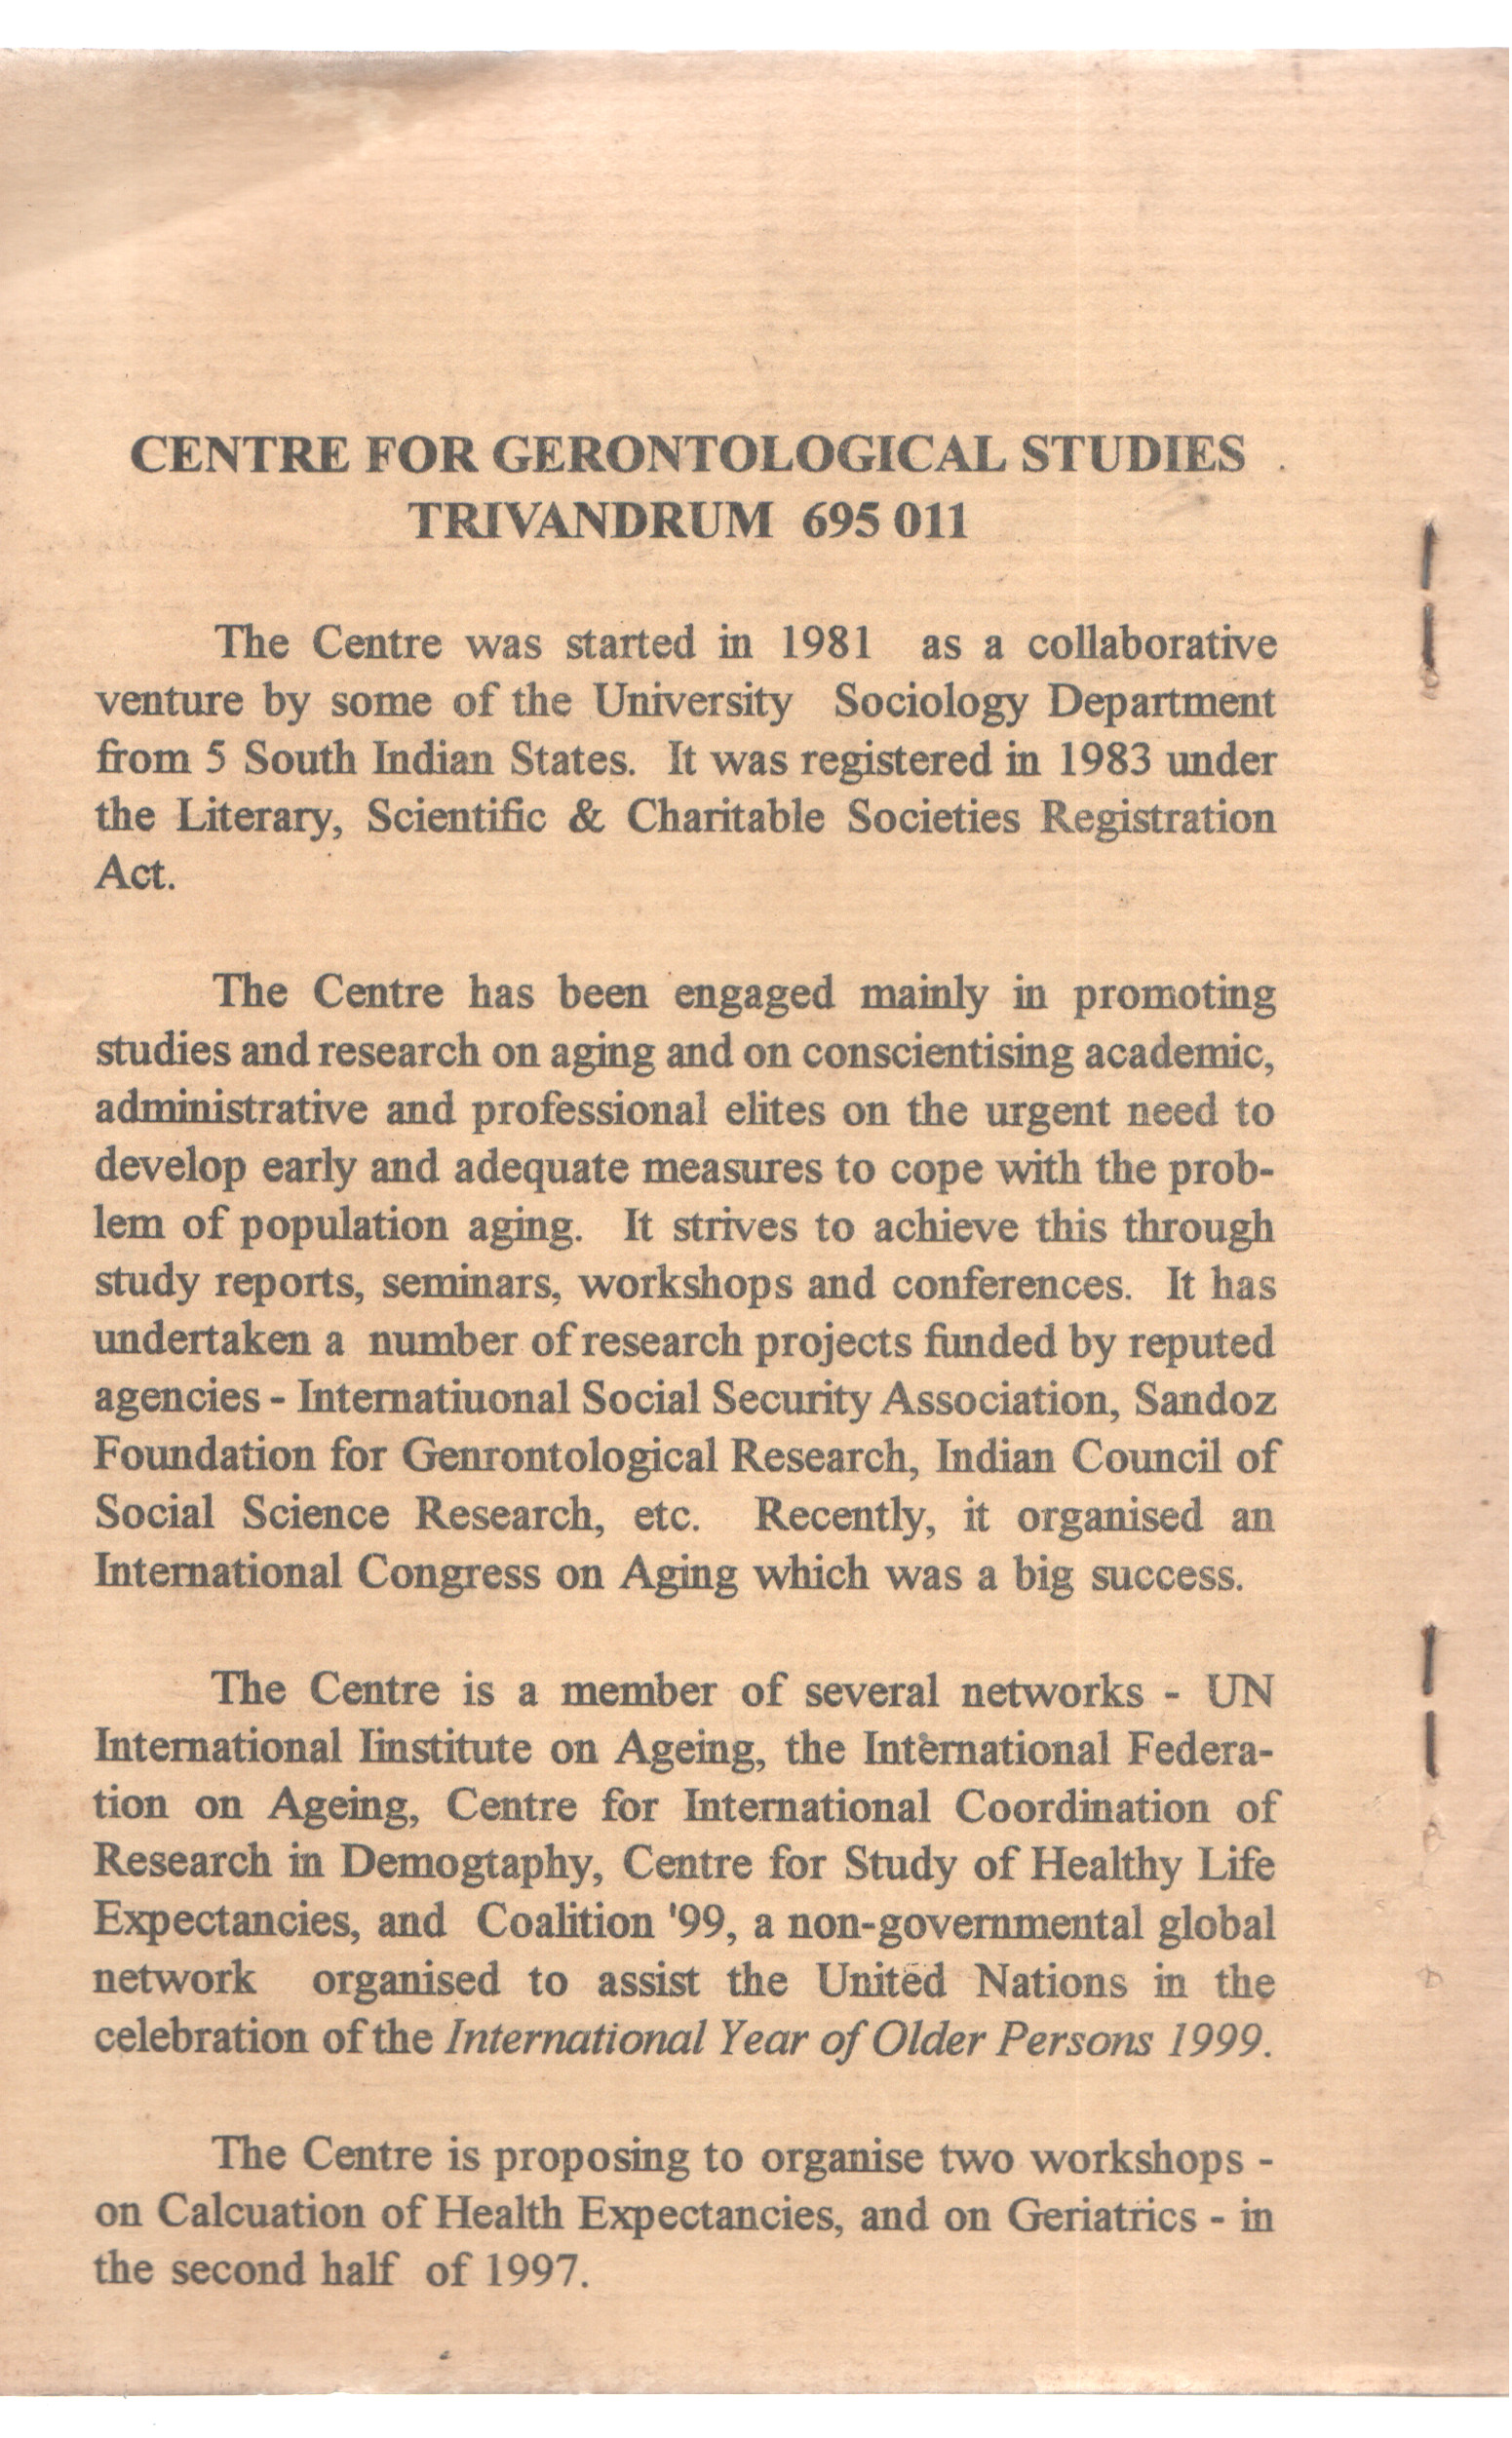 CENTRE FOR GERONTOLOGICAL STUDIES
TRIVANDRUM 695 011
The Centre was started in 1981 as a collaborative
venture by some of the University Sociology Department
from 5 South Indian States. It was registered in 1983 under
the Literary, Scientific & Charitable Societies Registration
Act.
The Centre has been engaged mainly in promoting
studies and research on aging and on conscientising academic,
administrative and professional elites on the urgent need to
develop early and adequate measures to cope with the prob-
lem of population aging. It strives to achieve this through
study reports, seminars, workshops and conferences. It has
undertaken a number of research projects funded by reputed
agencies - Internatiuonal Social Security Association, Sandoz
Foundation for Genrontological Research, Indian Council of
Social Science Research, etc. Recently, it organised an
International Congress on Aging which was a big success.
The Centre is a member of several networks - UN
International Iinstitute on Ageing, the International Federa-
tion on Ageing, Centre for International Coordination of
Research in Demogtaphy, Centre for Study of Healthy Life
Expectancies, and Coalition '99, a non-governmental global
network organised to assist the United Nations in the
celebration of the International Year of Older Persons 1999.
The Centre is proposing to organise two workshops -
on Calcuation of Health Expectancies, and on Geriatrics - in
the second half of 1997.